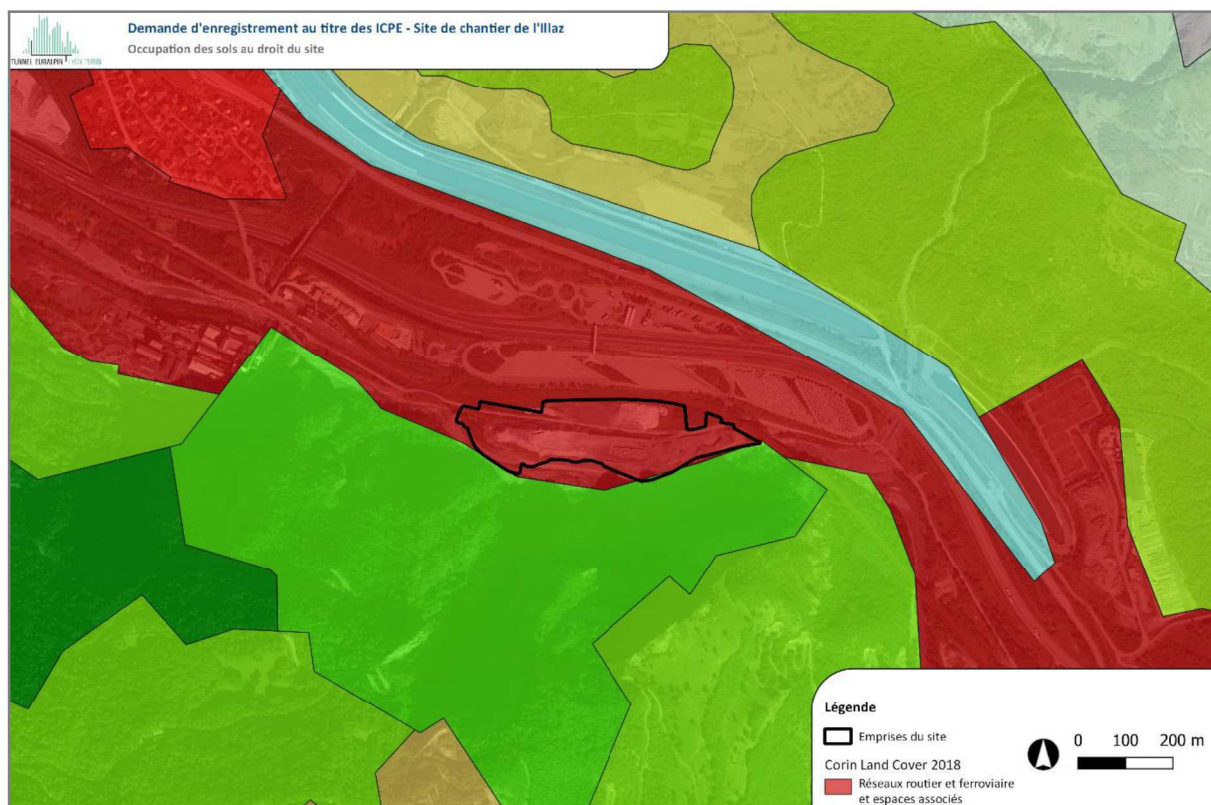 Demande d'enregistrement au titre des ICPE - Site de chantier de l'Illaz
Occupation des sols au droit du site
TUNNEL EURALPIN LYON TURIN
Légende
Emprises du site
Corin Land Cover 2018
Réseaux routier et ferroviaire
et espaces associés
0 100 200 m